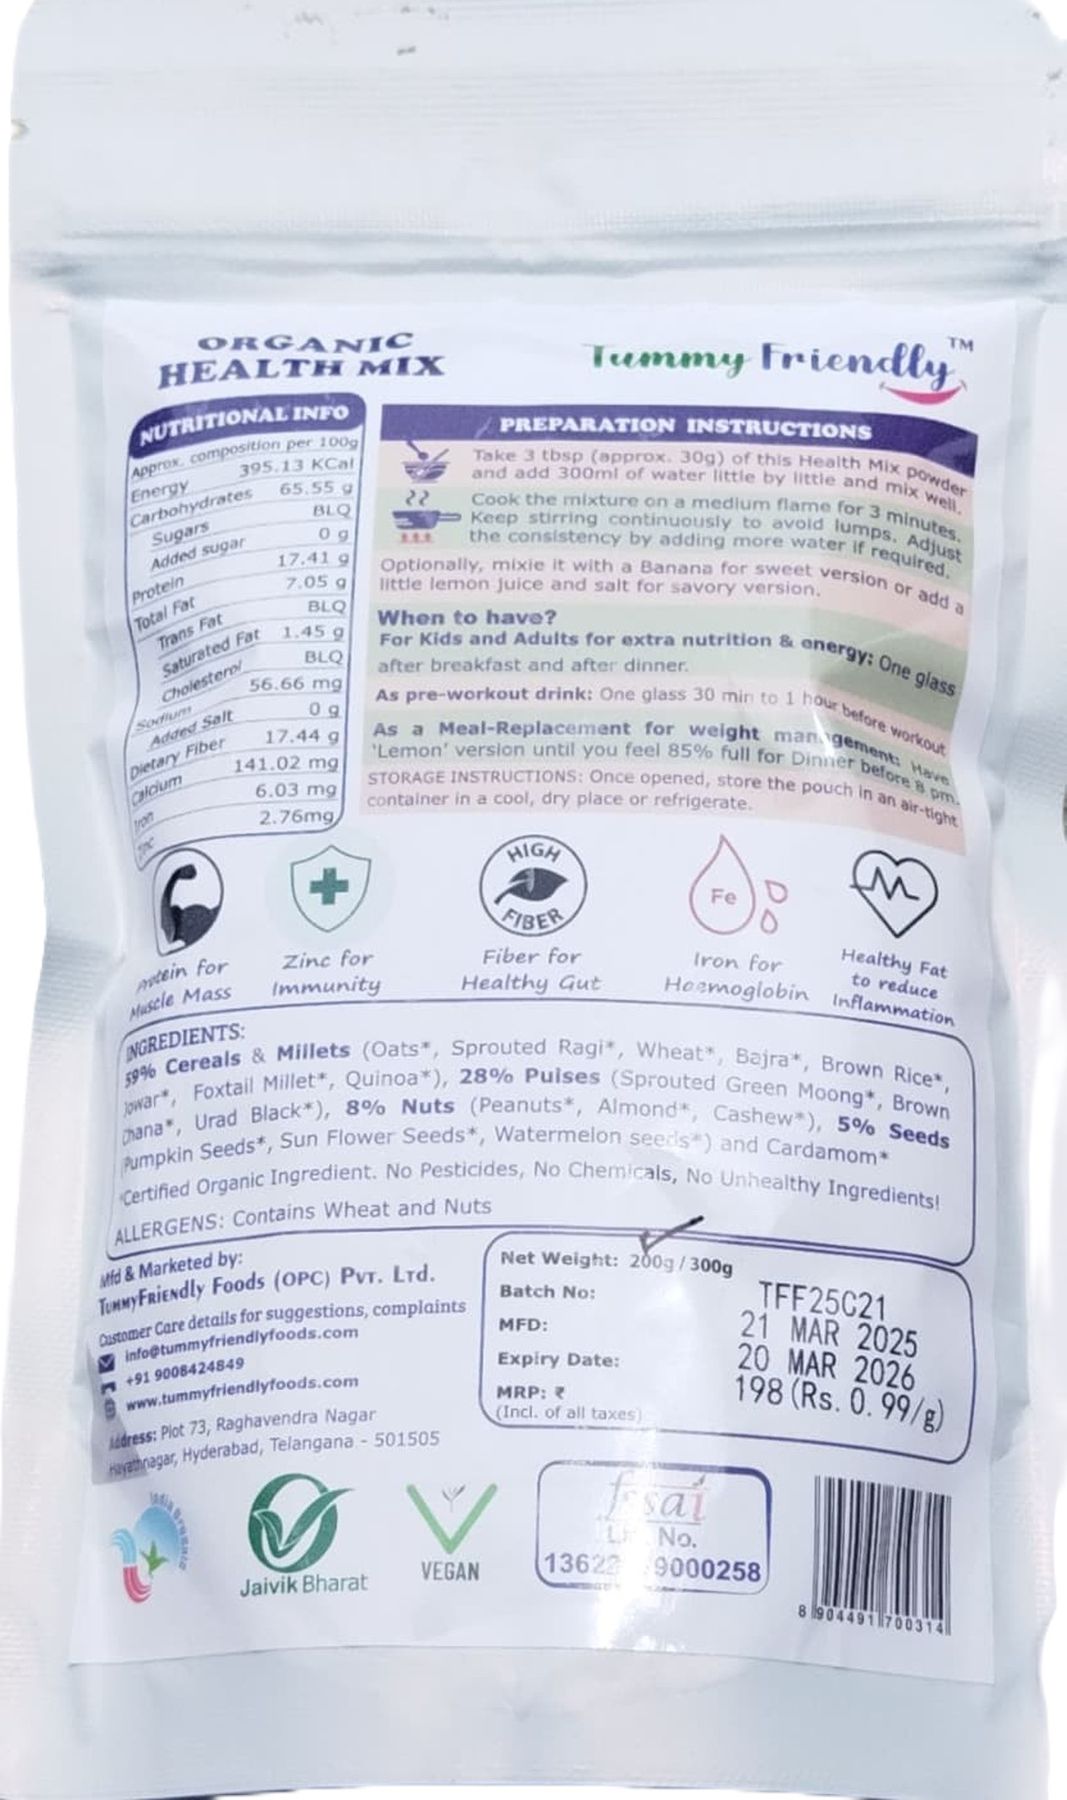 ORGANIC
HEALTH MIX
Tummy Friendly™
NUTRITIONAL INFO
Approx. composition per 100g
Energy 395.13 KCal
Carbohydrates 65.55 g
Sugars BLQ
Added sugar 0 g
Protein 17.41 g
Total Fat 7.05 g
Trans Fat BLQ
Saturated Fat 1.45 g
Cholesterol BLQ
Sodium 56.66 mg
Added Salt 0 g
Dietary Fiber 17.44 g
Calcium 141.02 mg
Iron 6.03 mg
Zinc 2.76mg
PREPARATION INSTRUCTIONS
Take 3 tbsp (approx. 30g) of this Health Mix powder
and add 300ml of water little by little and mix well.
Cook the mixture on a medium flame for 3 minutes.
Keep stirring continuously to avoid lumps. Adjust
the consistency by adding more water if required.
Optionally, mixie it with a Banana for sweet version or add a
little lemon juice and salt for savory version.
When to have?
For Kids and Adults for extra nutrition & energy: One glass
after breakfast and after dinner.
As pre-workout drink: One glass 30 min to 1 hour before workout
As a Meal-Replacement for weight management: Have
'Lemon' version until you feel 85% full for Dinner before 8 pm.
STORAGE INSTRUCTIONS: Once opened, store the pouch in an air-tight
container in a cool, dry place or refrigerate.
Protein for
Muscle Mass
Zinc for
Immunity
HIGH
FIBER
Fiber for
Healthy Gut
Fe
Iron for
Haemoglobin
Healthy Fat
to reduce
Inflammation
INGREDIENTS:
59% Cereals & Millets (Oats*, Sprouted Ragi*, Wheat*, Bajra*, Brown Rice*,
Jowar*, Foxtail Millet*, Quinoa*), 28% Pulses (Sprouted Green Moong*, Brown
Chana*, Urad Black*), 8% Nuts (Peanuts*, Almond*, Cashew*), 5% Seeds
(Pumpkin Seeds*, Sun Flower Seeds*, Watermelon seeds*) and Cardamom*
*Certified Organic Ingredient. No Pesticides, No Chemicals, No Unhealthy Ingredients!
ALLERGENS: Contains Wheat and Nuts
Mfd & Marketed by:
TummyFriendly Foods (OPC) Pvt. Ltd.
Customer Care details for suggestions, complaints
info@tummyfriendlyfoods.com
+91 9008424849
www.tummyfriendlyfoods.com
Address: Plot 73, Raghavendra Nagar
Hayathnagar, Hyderabad, Telangana - 501505
Net Weight: 200g / 300g
Batch No: TFF25C21
MFD: 21 MAR 2025
Expiry Date: 20 MAR 2026
MRP: ₹ 198 (Rs. 0.99/g)
(Incl. of all taxes)
India Organic
Jaivik Bharat
VEGAN
fssai
No.
13622 9000258
8 904491 700314